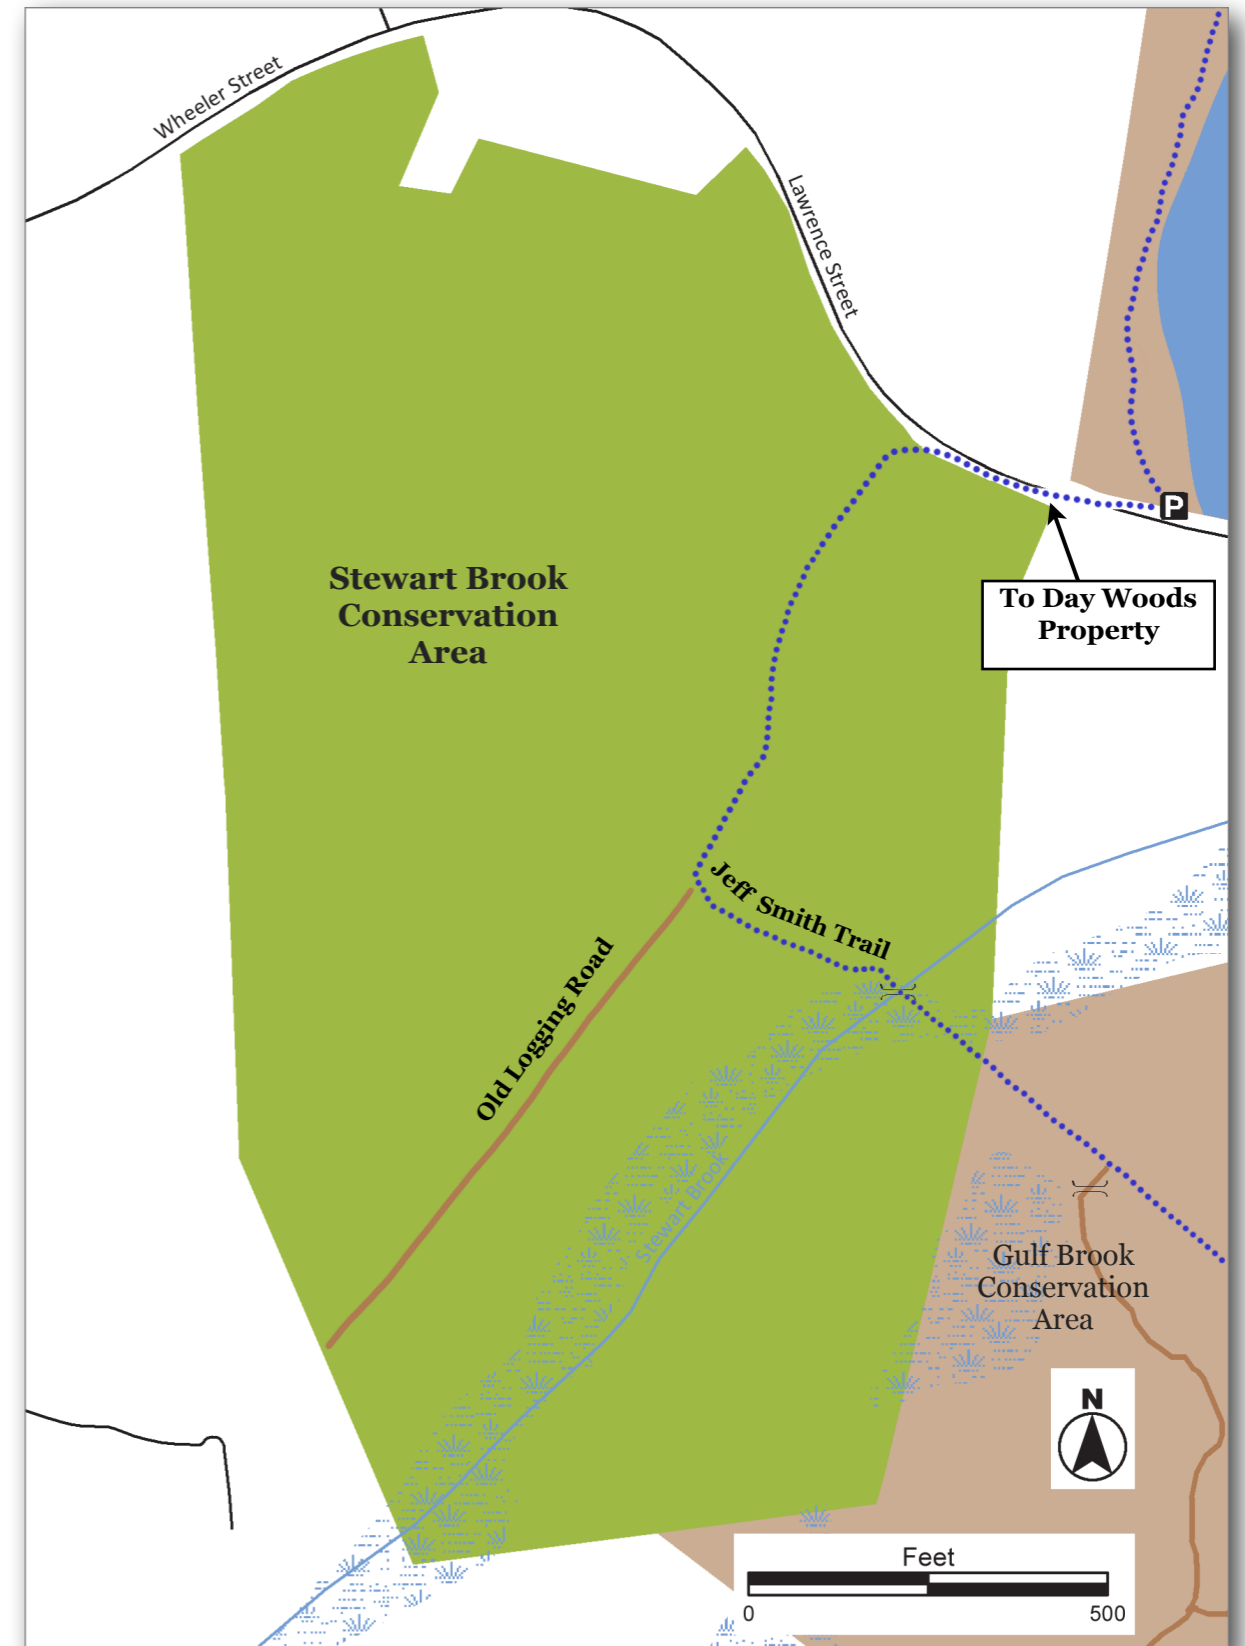 Wheeler Street
Lawrence Street
P
Stewart Brook
Conservation
Area
To Day Woods
Property
Jeff Smith Trail
Old Logging Road
Stewart Brook
Gulf Brook
Conservation
Area
N
Feet
0 500